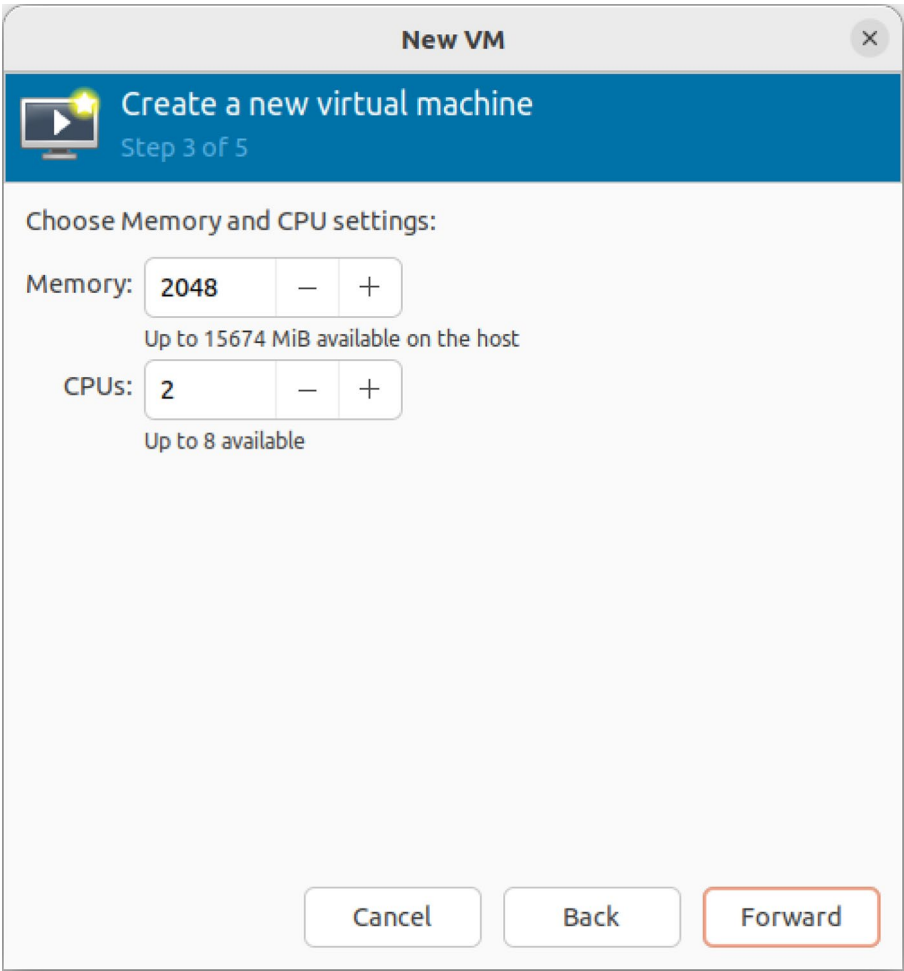 New VM
Create a new virtual machine
Step 3 of 5
Choose Memory and CPU settings:
Memory: 2048 − +
Up to 15674 MiB available on the host
CPUs: 2 − +
Up to 8 available
Cancel Back Forward